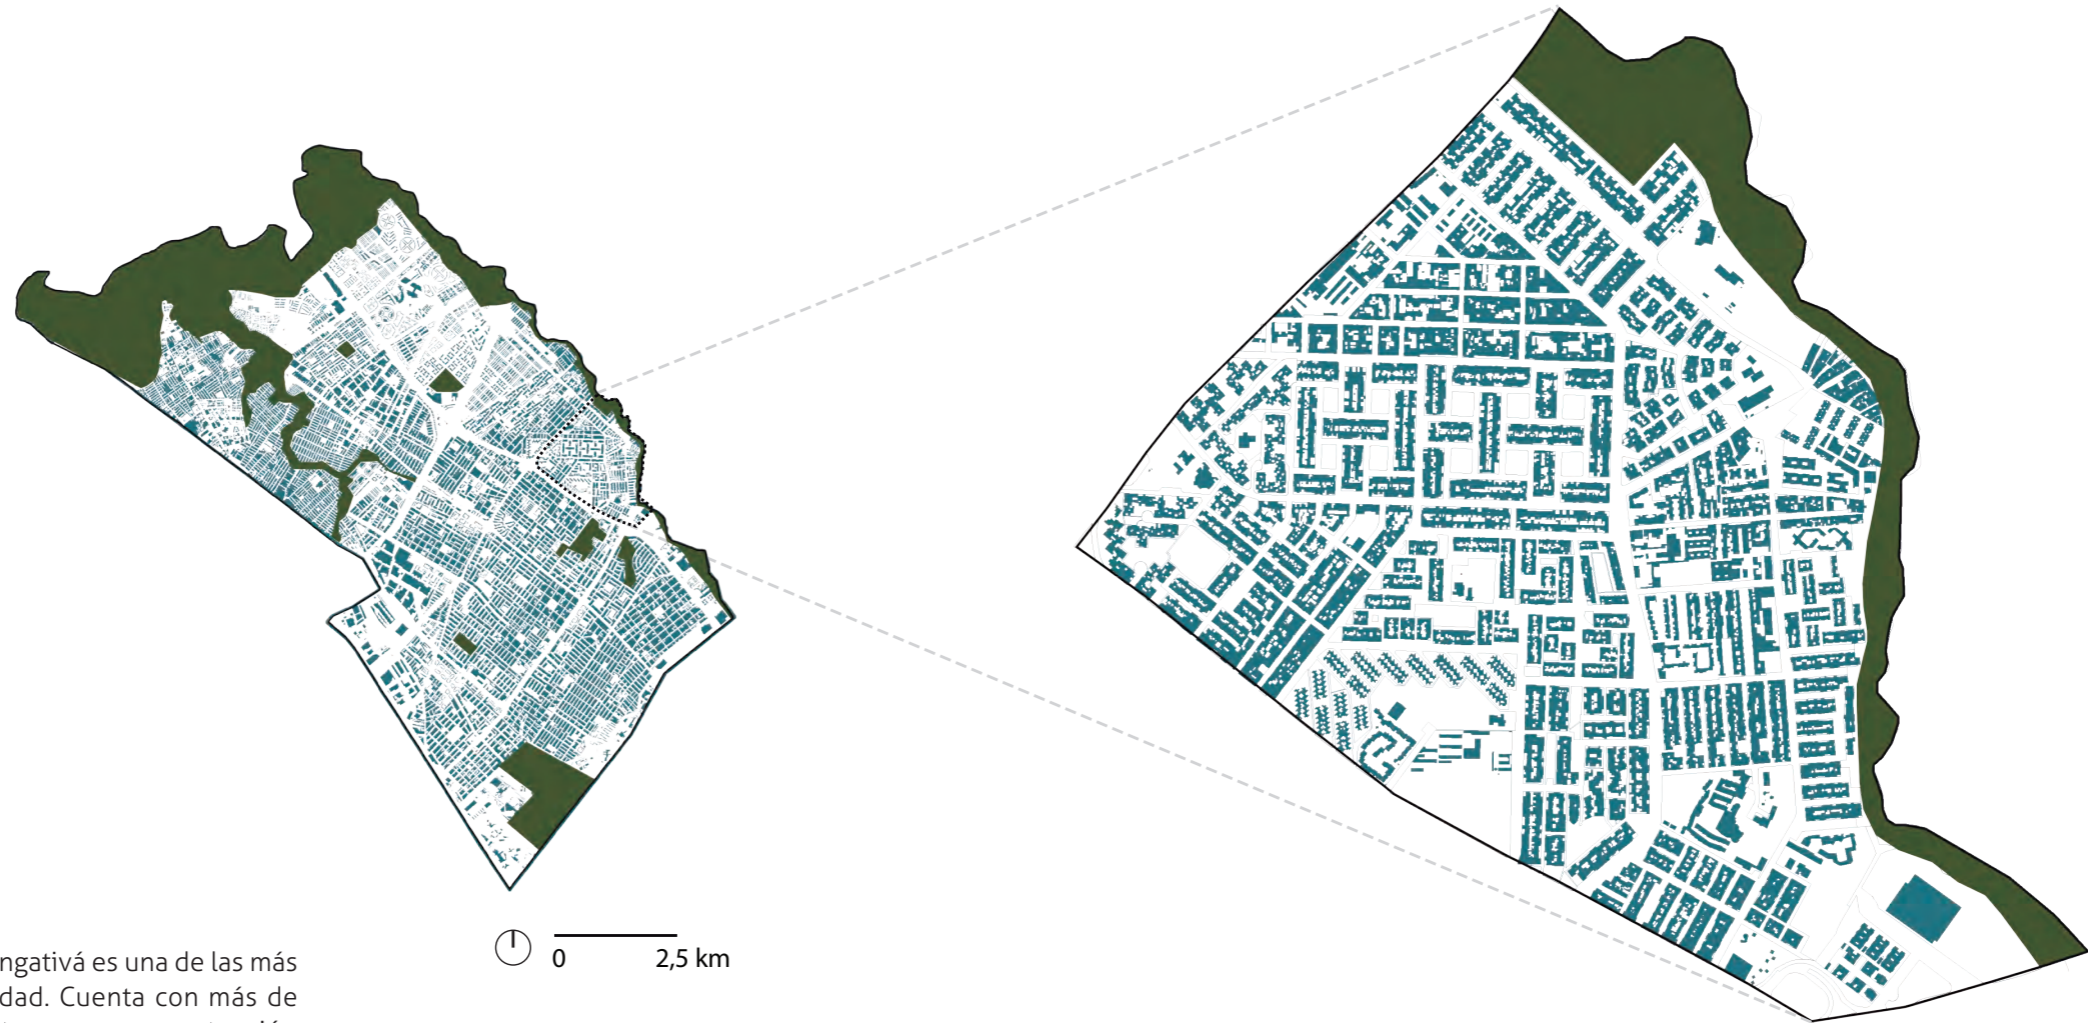 0 2,5 km
ngativá es una de las más
dad. Cuenta con más de